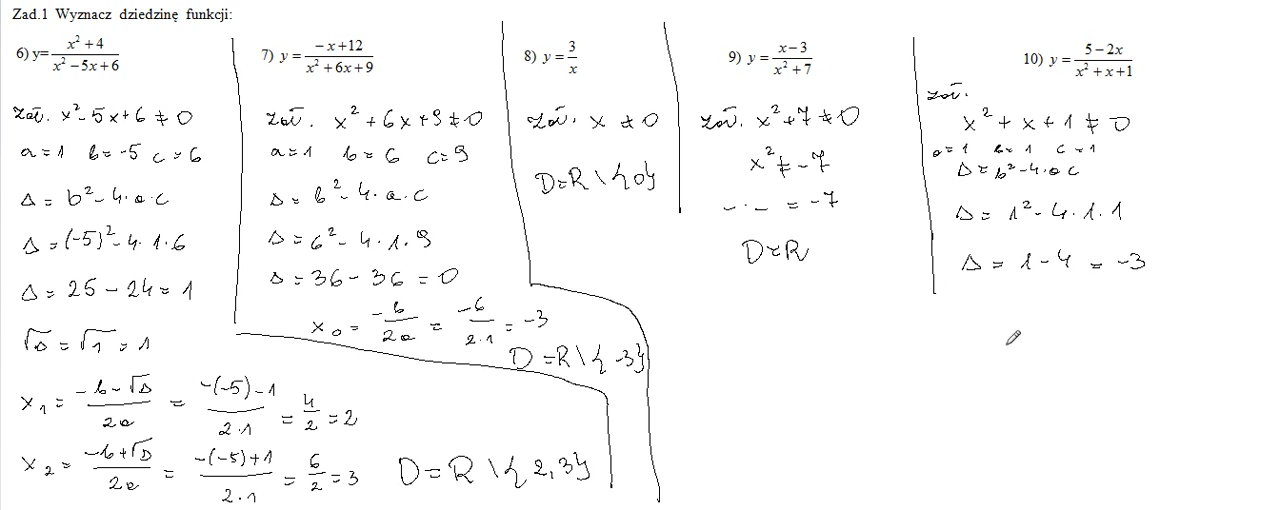 Zad.1 Wyznacz dziedzinę funkcji:
6) y= x² + 4 / x² − 5x + 6
Zał. x² - 5x + 6 ≠ 0
a = 1 b = -5 c = 6
Δ = b² - 4·a·c
Δ = (-5)² - 4·1·6
Δ = 25 - 24 = 1
√Δ = √1 = 1
x₁ = -b - √Δ / 2a = -(-5) - 1 / 2·1 = 4/2 = 2
x₂ = -b + √Δ / 2a = -(-5) + 1 / 2·1 = 6/2 = 3
D = R \ {2,3}
7) y = −x + 12 / x² + 6x + 9
Zał. x² + 6x + 9 ≠ 0
a = 1 b = 6 c = 9
Δ = b² - 4·a·c
Δ = 6² - 4·1·9
Δ = 36 - 36 = 0
x₀ = -b / 2a = -6 / 2·1 = -3
D = R \ {-3}
8) y = 3 / x
Zał. x ≠ 0
D = R \ {0}
9) y = x − 3 / x² + 7
Zał. x² + 7 ≠ 0
x² ≠ -7
_ · _ = -7
D = R
10) y = 5 − 2x / x² + x + 1
Zał.
x² + x + 1 ≠ 0
a = 1 b = 1 c = 1
Δ = b² - 4·a·c
Δ = 1² - 4·1·1
Δ = 1 - 4 = -3